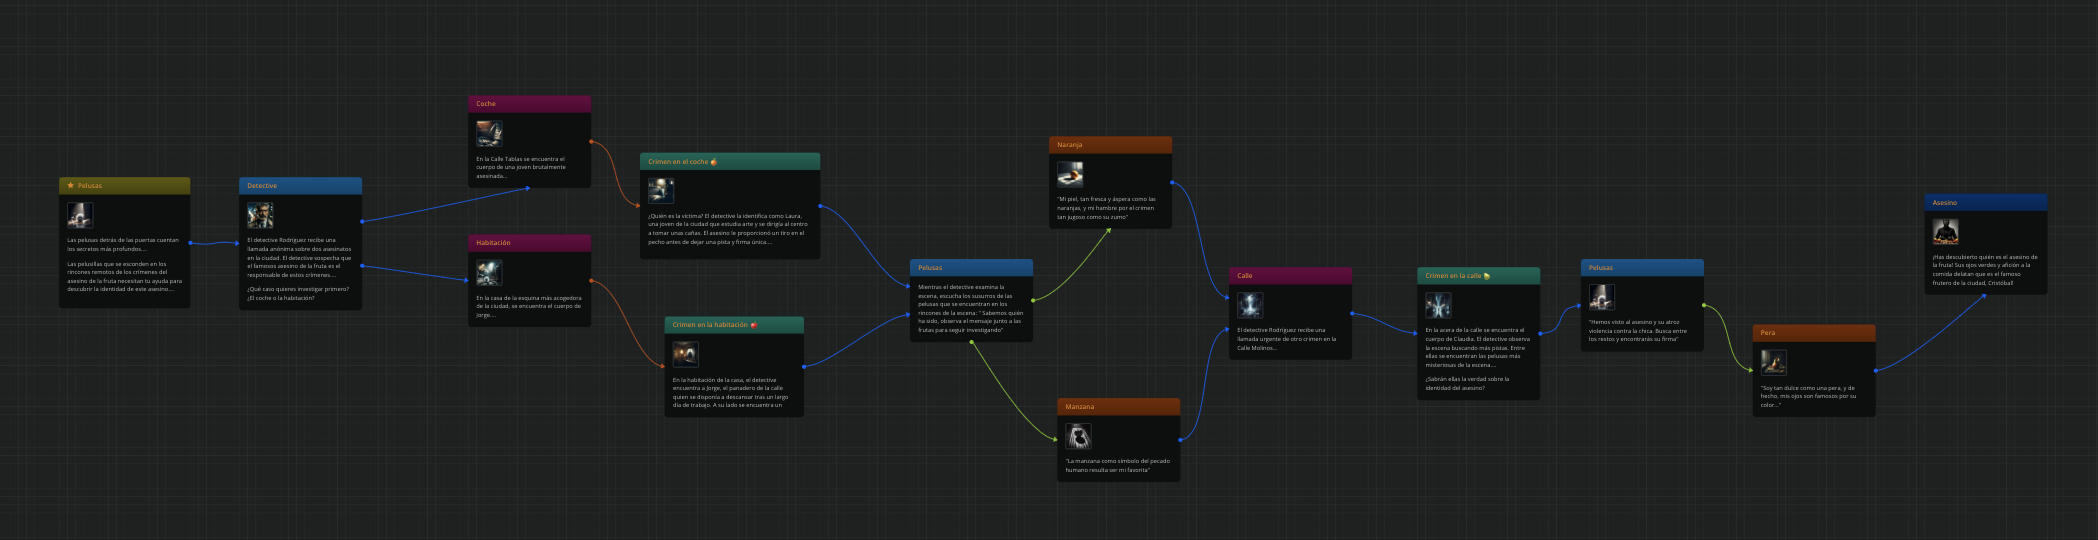 Pelusas
Las pelusas detrás de las puertas cuentan
los secretos más profundos....
Las pelusillas que se esconden en los
rincones remotos de los crímenes del
asesino de la fruta necesitan tu ayuda para
descubrir la identidad de este asesino....
Detective
El detective Rodríguez recibe una
llamada anónima sobre dos asesinatos
en la ciudad. El detective sospecha que
el famosos asesino de la fruta es el
responsable de estos crímenes....
¿Qué caso quieres investigar primero?
¿El coche o la habitación?
Coche
En la Calle Tablas se encuentra el
cuerpo de una joven brutalmente
asesinada...
Habitación
En la casa de la esquina más acogedora
de la ciudad, se encuentra el cuerpo de
Jorge....
Crimen en el coche
¿Quién es la víctima? El detective la identifica como Laura,
una joven de la ciudad que estudia arte y se dirigía al centro
a tomar unas cañas. El asesino le proporcionó un tiro en el
pecho antes de dejar una pista y firma única....
Crimen en la habitación
En la habitación de la casa, el detective
encuentra a Jorge, el panadero de la calle
quien se disponía a descansar tras un largo
día de trabajo. A su lado se encuentra un
Pelusas
Mientras el detective examina la
escena, escucha los susurros de las
pelusas que se encuentran en los
rincones de la escena: " Sabemos quién
ha sido, observa el mensaje junto a las
frutas para seguir investigando"
Naranja
"Mi piel, tan fresca y áspera como las
naranjas, y mi hambre por el crimen
tan jugoso como su zumo"
Manzana
"La manzana como símbolo del pecado
humano resulta ser mi favorita"
Calle
El detective Rodríguez recibe una
llamada urgente de otro crimen en la
Calle Molinos...
Crimen en la calle
En la acera de la calle se encuentra el
cuerpo de Claudia. El detective observa
la escena buscando más pistas. Entre
ellas se encuentran las pelusas más
misteriosas de la escena....
¿Sabrán ellas la verdad sobre la
identidad del asesino?
Pelusas
"Hemos visto al asesino y su atroz
violencia contra la chica. Busca entre
los restos y encontrarás su firma"
Pera
"Soy tan dulce como una pera, y de
hecho, mis ojos son famosos por su
color..."
Asesino
¡Has descubierto quién es el asesino de
la fruta! Sus ojos verdes y afición a la
comida delatan que es el famoso
frutero de la ciudad, Cristóbal!